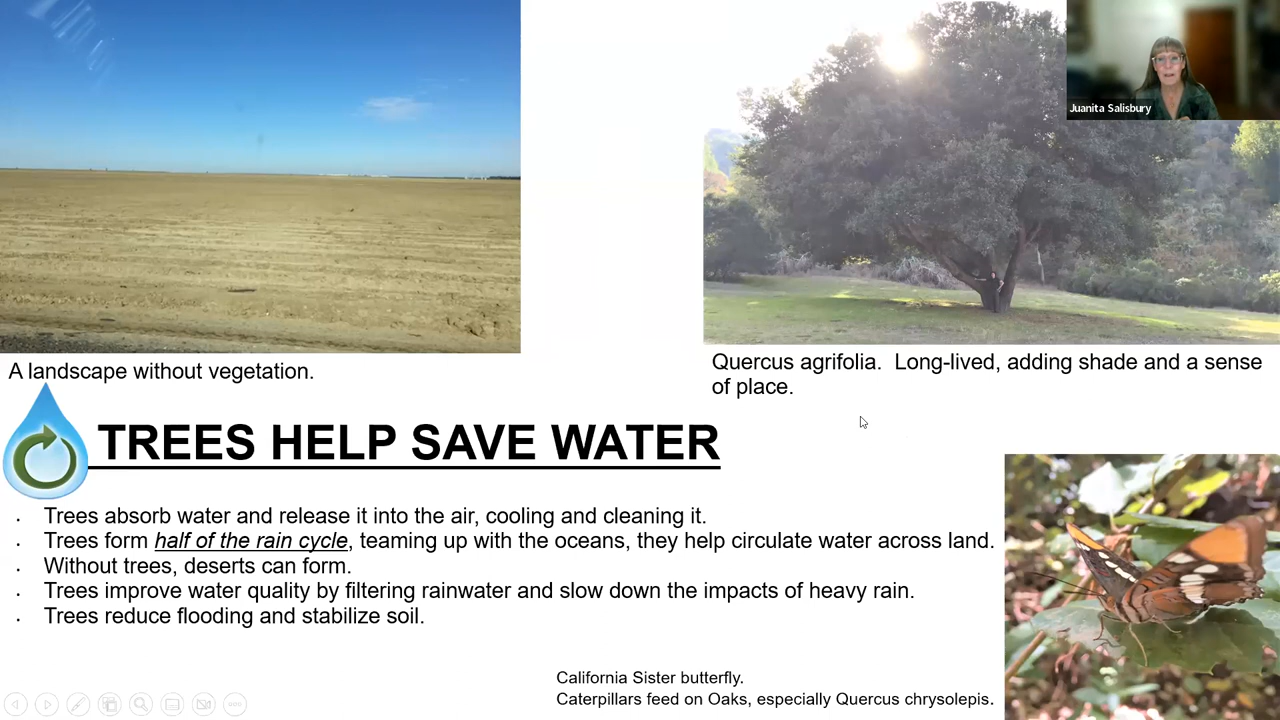 Juanita Salisbury
A landscape without vegetation.
Quercus agrifolia. Long-lived, adding shade and a sense
of place.
TREES HELP SAVE WATER
Trees absorb water and release it into the air, cooling and cleaning it.
Trees form half of the rain cycle, teaming up with the oceans, they help circulate water across land.
Without trees, deserts can form.
Trees improve water quality by filtering rainwater and slow down the impacts of heavy rain.
Trees reduce flooding and stabilize soil.
California Sister butterfly.
Caterpillars feed on Oaks, especially Quercus chrysolepis.